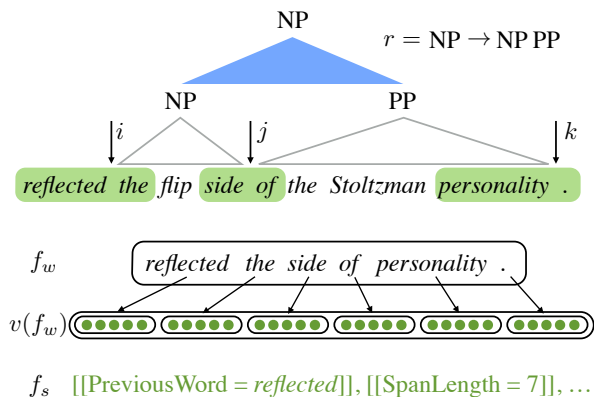 NP
r = NP → NP PP
NP PP
i j k
reflected the flip side of the Stoltzman personality .
f_w reflected the side of personality .
v(f_w)
f_s [[PreviousWord = reflected]], [[SpanLength = 7]], …